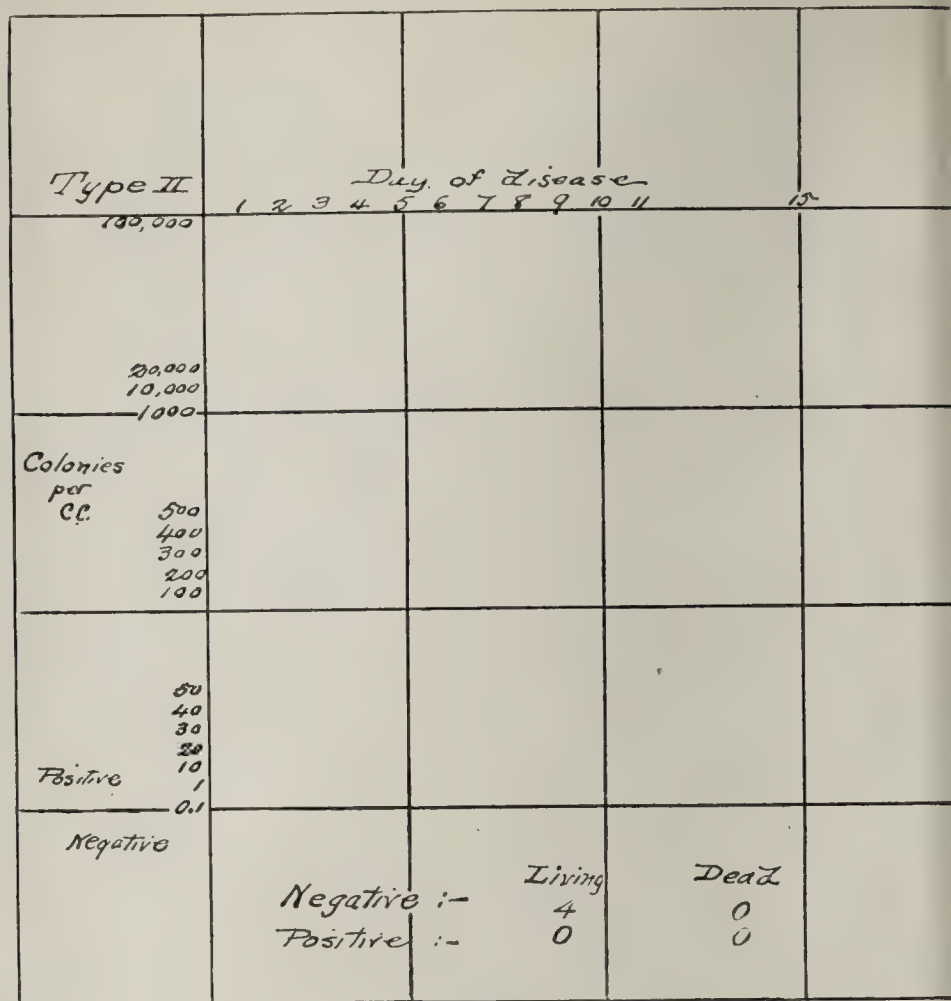 Type II
Day of disease
1 2 3 4 5 6 7 8 9 10 11 15
100,000
20,000
10,000
1000
Colonies
per
CC.
500
400
300
200
100
50
40
30
20
10
Positive 1
0.1
Negative
Living Dead
Negative :- 4 0
Positive :- 0 0